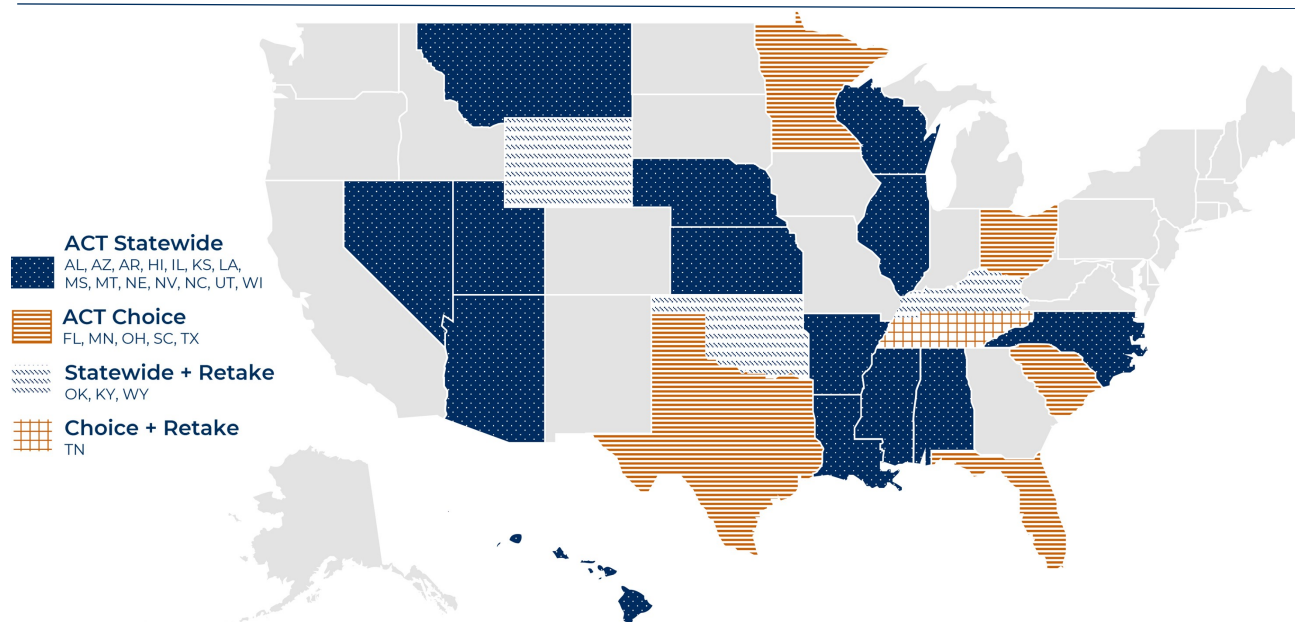 ACT Statewide
AL, AZ, AR, HI, IL, KS, LA,
MS, MT, NE, NV, NC, UT, WI
ACT Choice
FL, MN, OH, SC, TX
Statewide + Retake
OK, KY, WY
Choice + Retake
TN